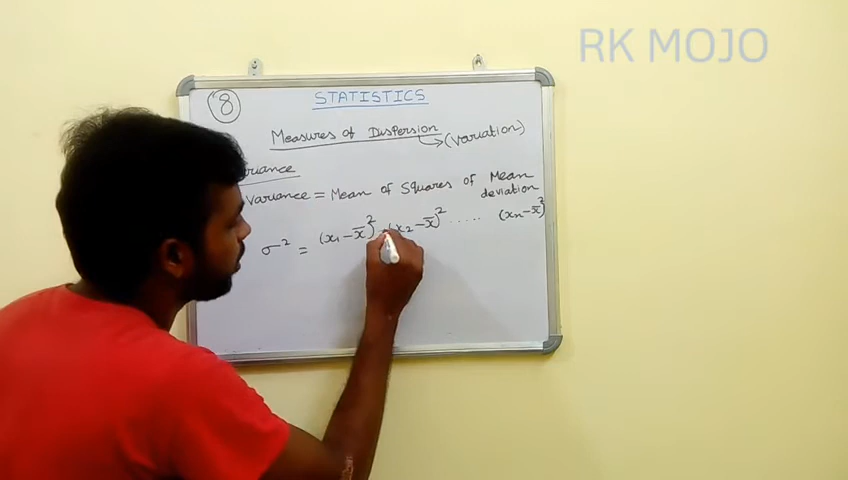 RK MOJO
8 STATISTICS
Measures of Dispersion
(variation)
variance = Mean of Squares of Mean
deviation
σ² = (x₁ - x̄)² (x₂ - x̄)² ..... (xₙ - x̄)²